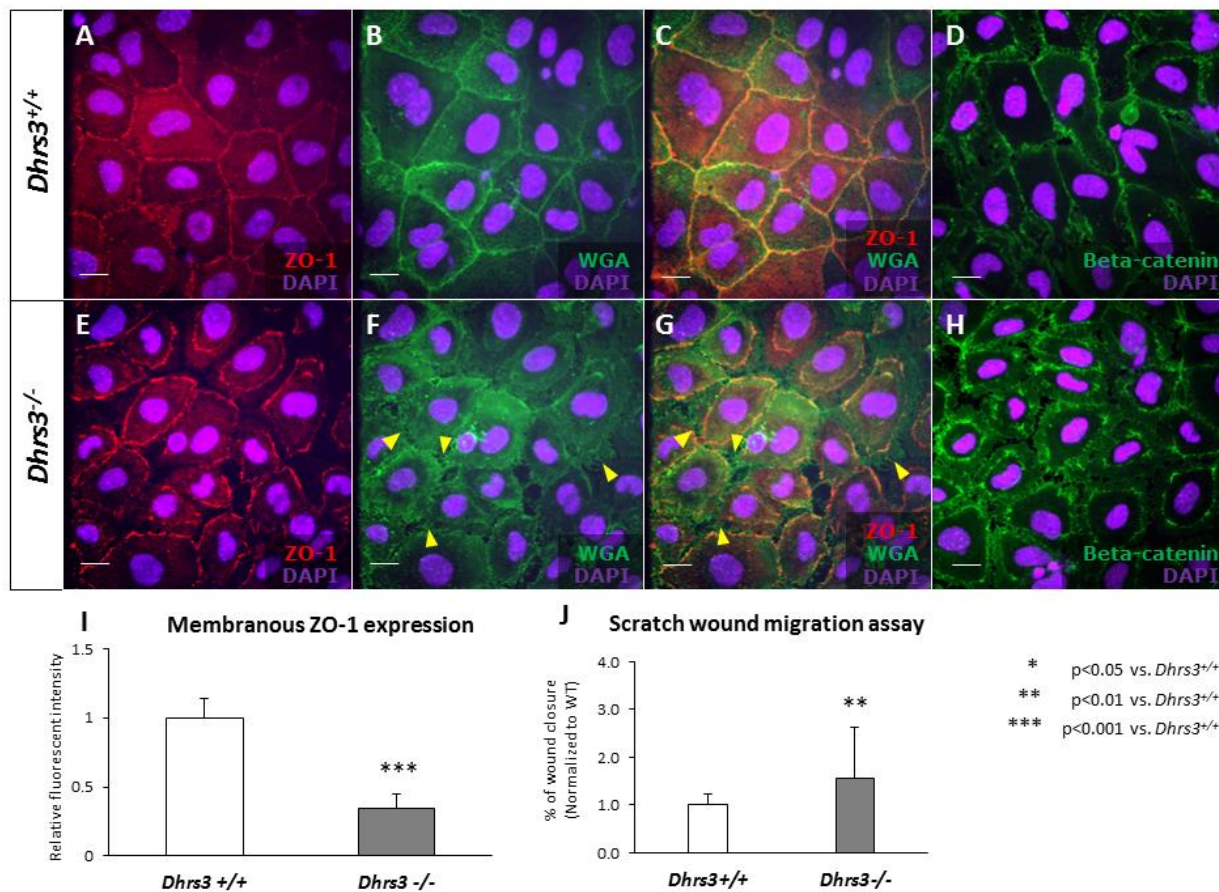 Dhrs3+/+
A
B
C
D
ZO-1
DAPI
WGA
DAPI
ZO-1
WGA
DAPI
Beta-catenin
DAPI
Dhrs3-/-
E
F
G
H
ZO-1
DAPI
WGA
DAPI
ZO-1
WGA
DAPI
Beta-catenin
DAPI
I
Membranous ZO-1 expression
Relative fluorescent intensity
1.5
1
0.5
0
***
Dhrs3 +/+
Dhrs3 -/-
J
Scratch wound migration assay
% of wound closure
(Normalized to WT)
4.0
3.0
2.0
1.0
0.0
**
Dhrs3+/+
Dhrs3-/-
* p<0.05 vs. Dhrs3+/+
** p<0.01 vs. Dhrs3+/+
*** p<0.001 vs. Dhrs3+/+